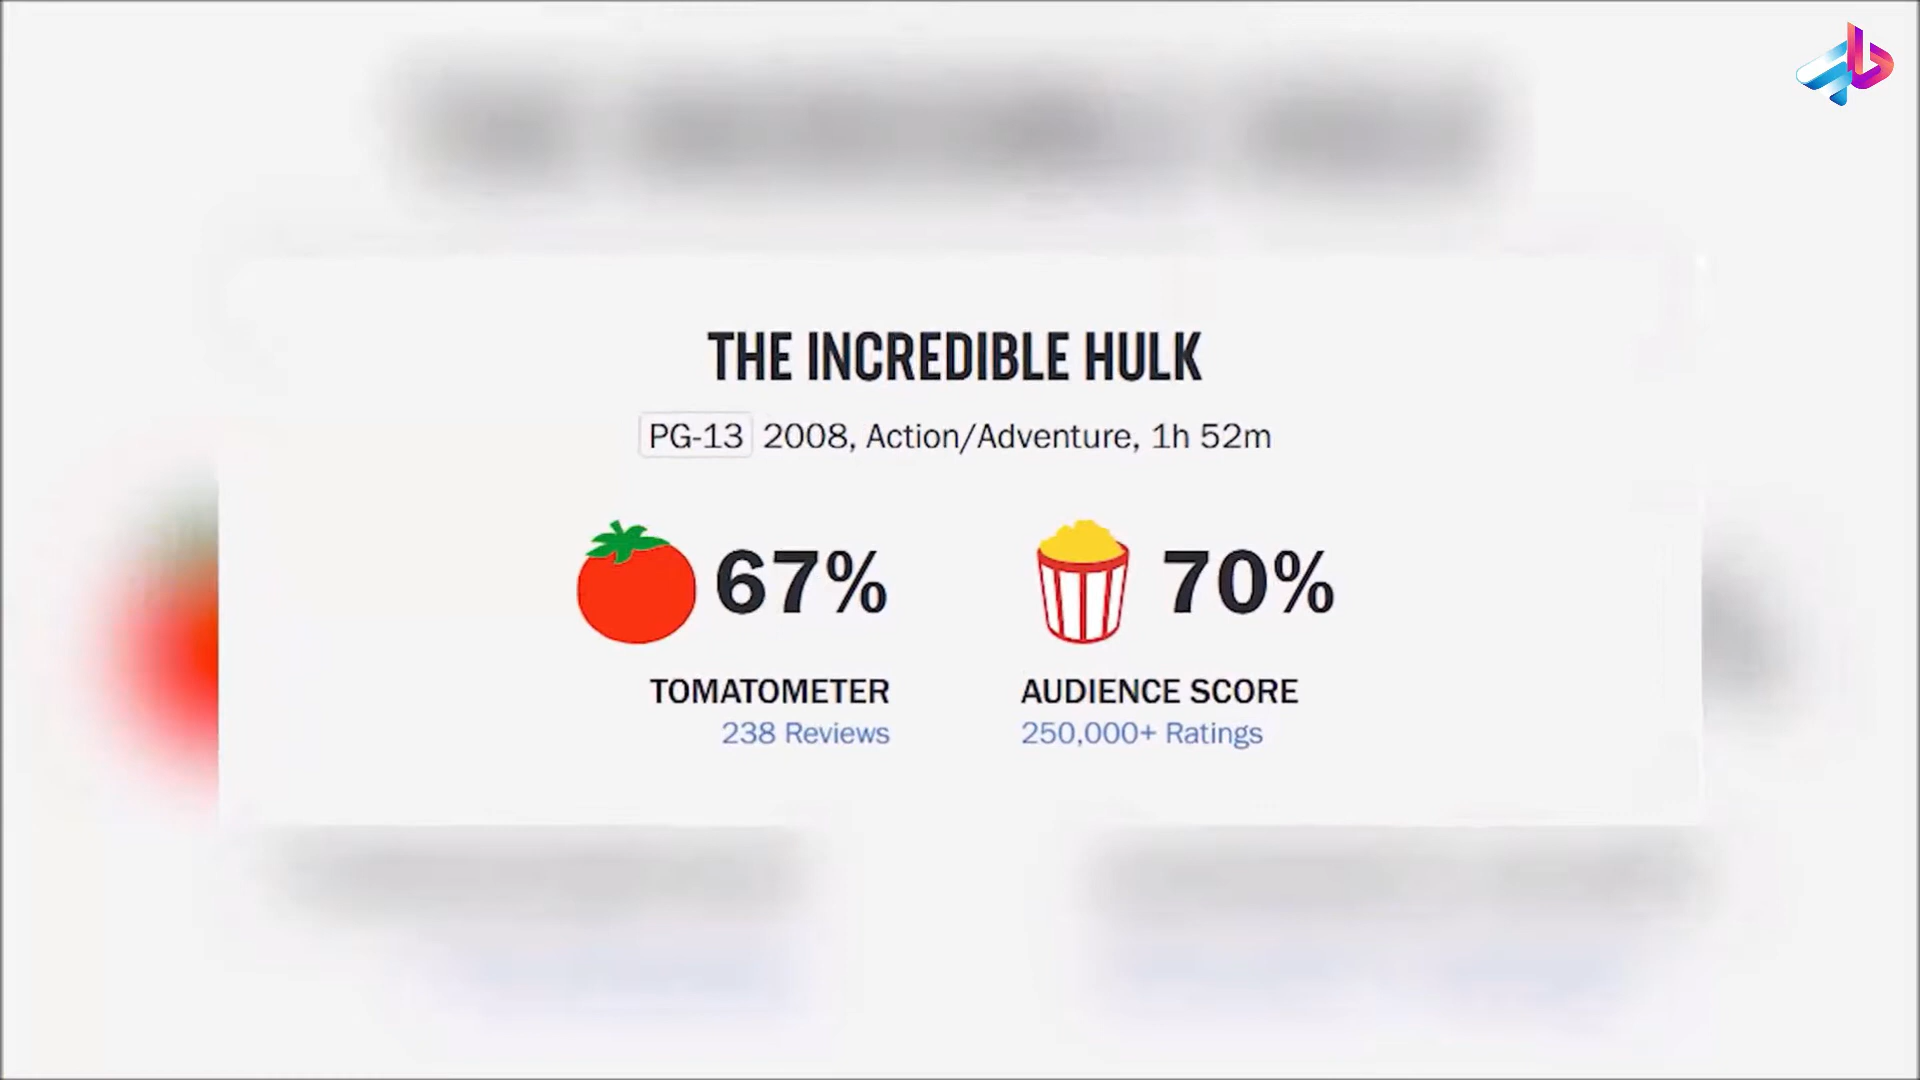 THE INCREDIBLE HULK
PG-13 2008, Action/Adventure, 1h 52m
67% 70%
TOMATOMETER AUDIENCE SCORE
238 Reviews 250,000+ Ratings